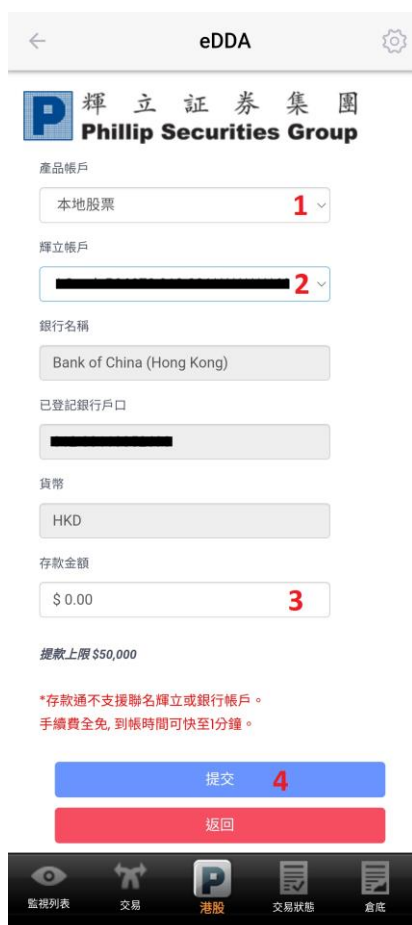 eDDA
P 輝立証券集團
Phillip Securities Group
產品帳戶
本地股票 1
輝立帳戶
2
銀行名稱
Bank of China (Hong Kong)
已登記銀行戶口
貨幣
HKD
存款金額
$ 0.00 3
提款上限 $50,000
*存款通不支援聯名輝立或銀行帳戶。
手續費全免, 到帳時間可快至1分鐘。
提交 4
返回
監視列表 交易 港股 交易狀態 倉底